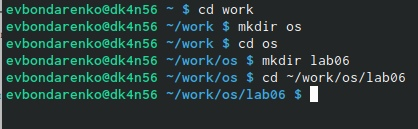 evbondarenko@dk4n56 ~ $ cd work
evbondarenko@dk4n56 ~/work $ mkdir os
evbondarenko@dk4n56 ~/work $ cd os
evbondarenko@dk4n56 ~/work/os $ mkdir lab06
evbondarenko@dk4n56 ~/work/os $ cd ~/work/os/lab06
evbondarenko@dk4n56 ~/work/os/lab06 $